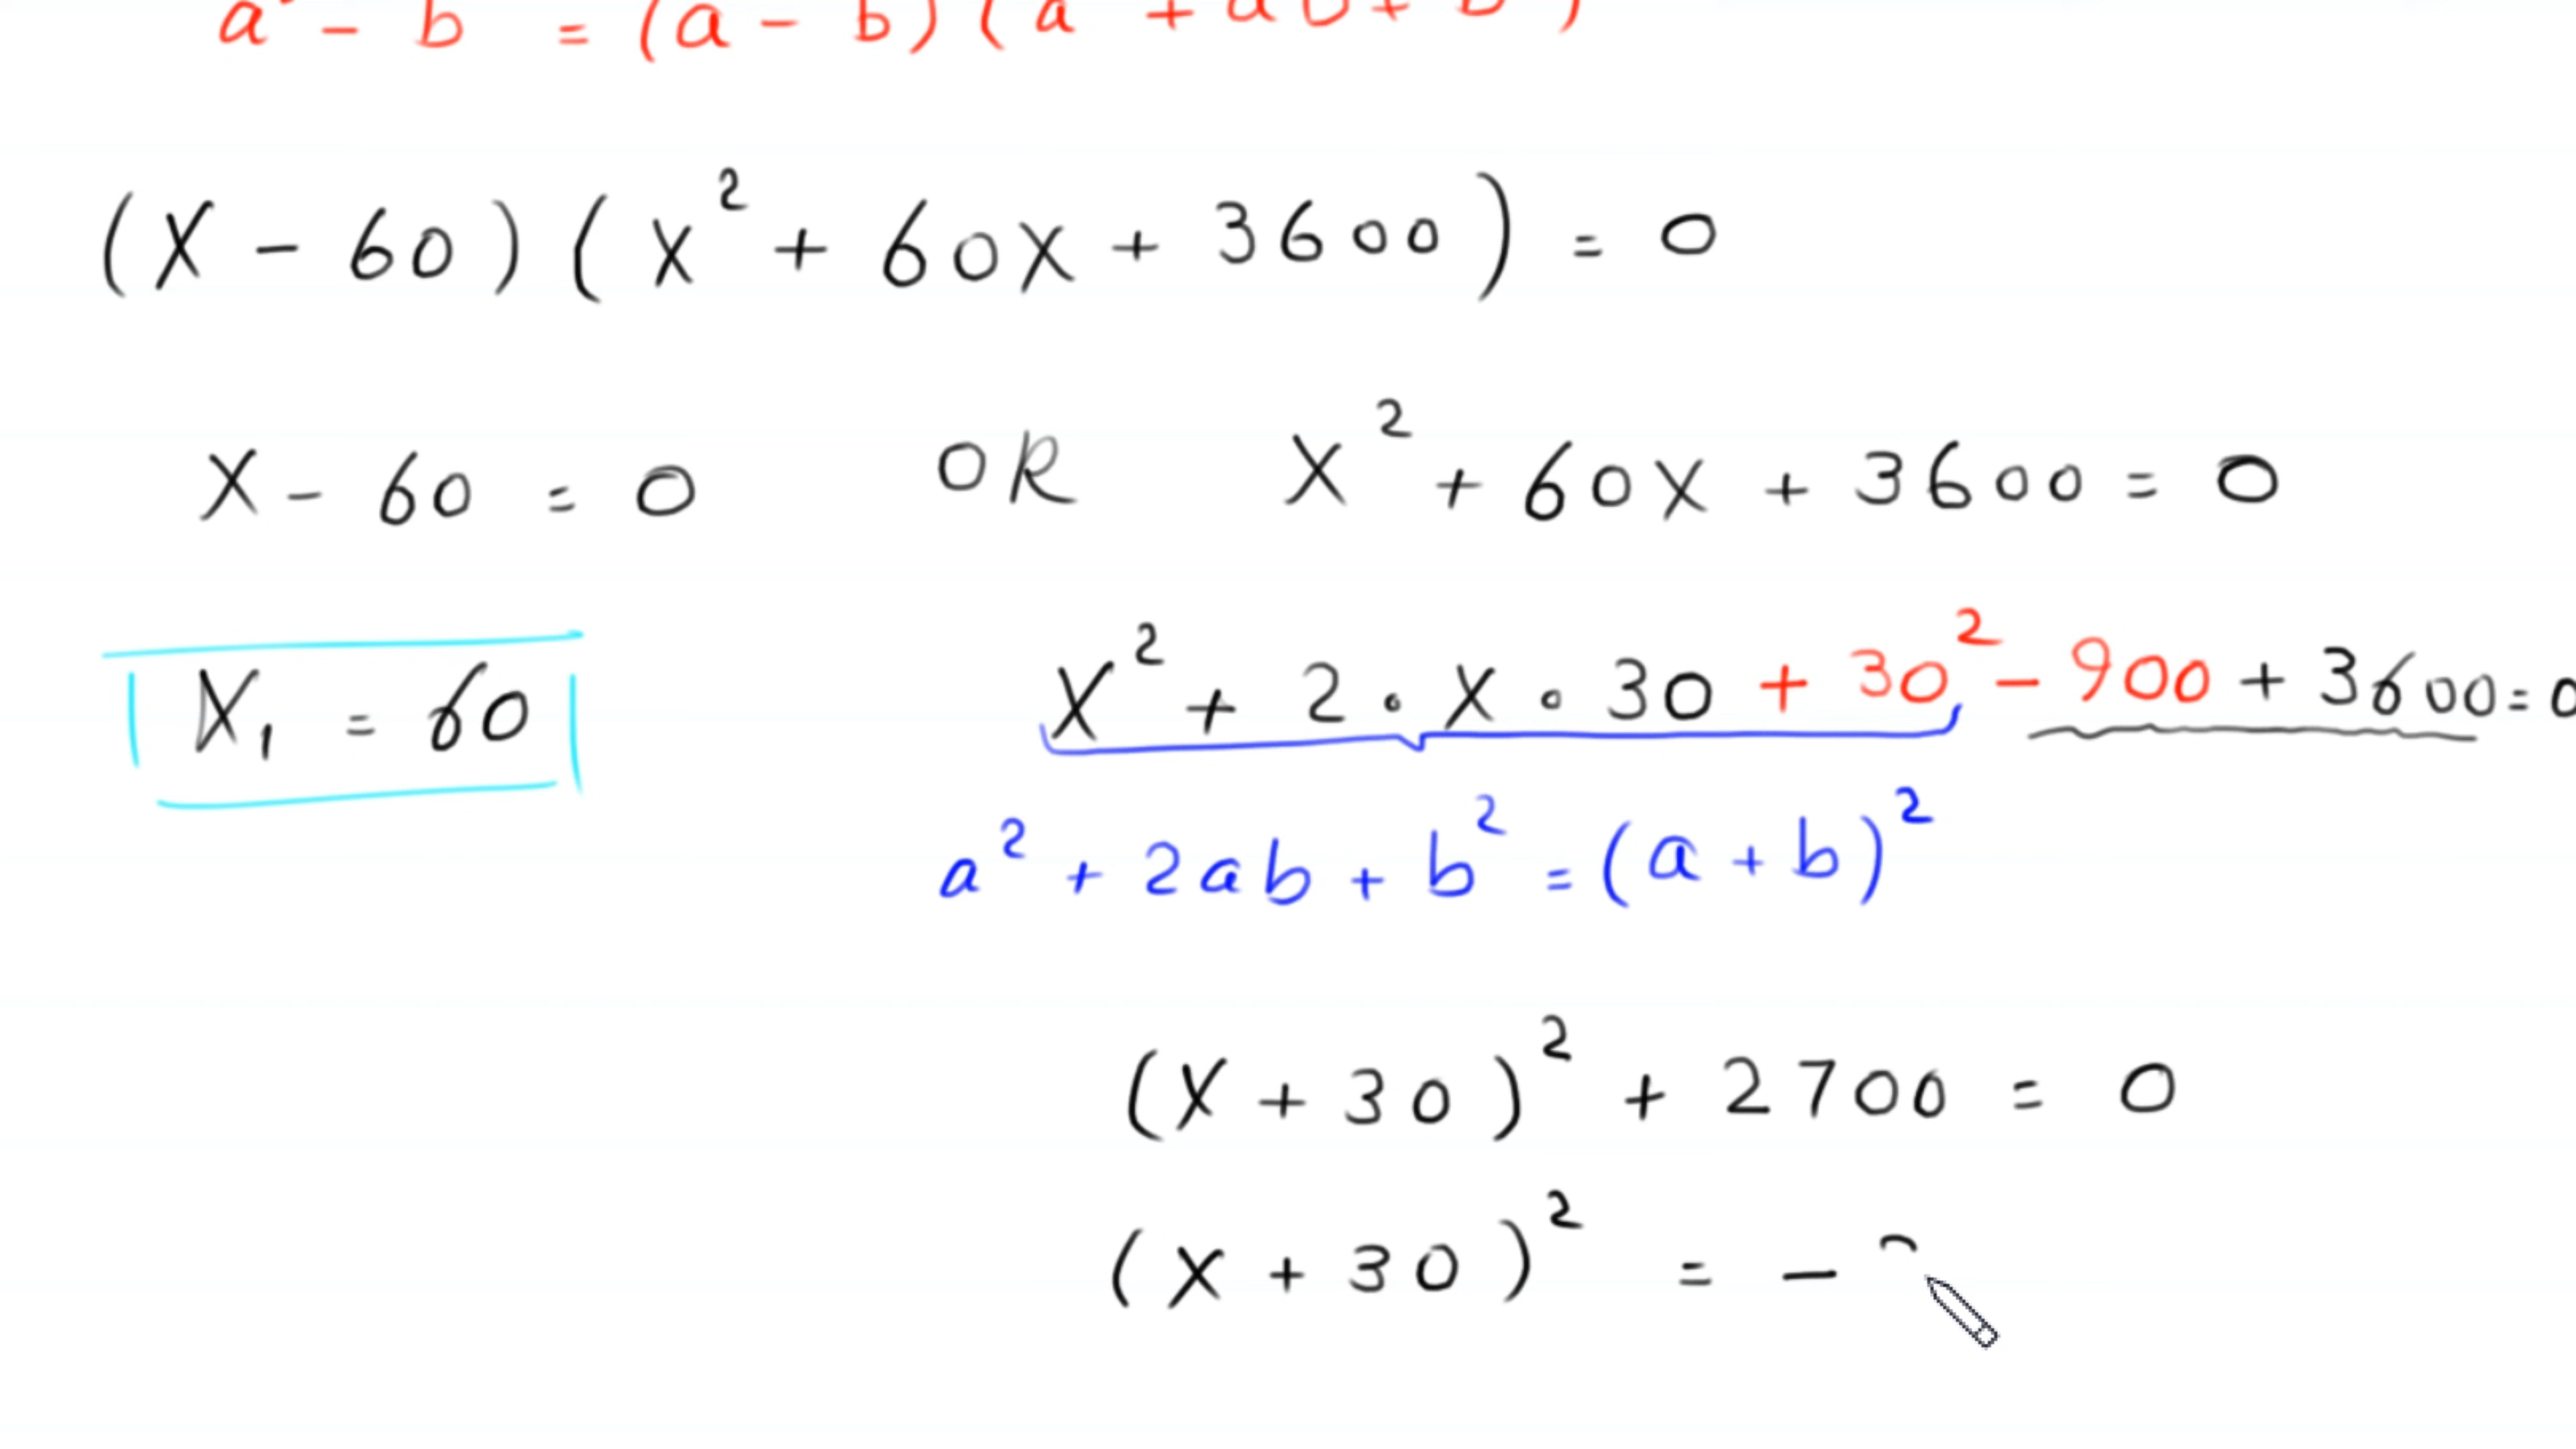 a - b = (a - b) (a + ab + b)
(X - 60) (X² + 60X + 3600) = 0
X - 60 = 0 OR X² + 60X + 3600 = 0
X₁ = 60 X² + 2 · X · 30 + 30² - 900 + 3600 = 0
a² + 2ab + b² = (a + b)²
(X + 30)² + 2700 = 0
(X + 30)² = -